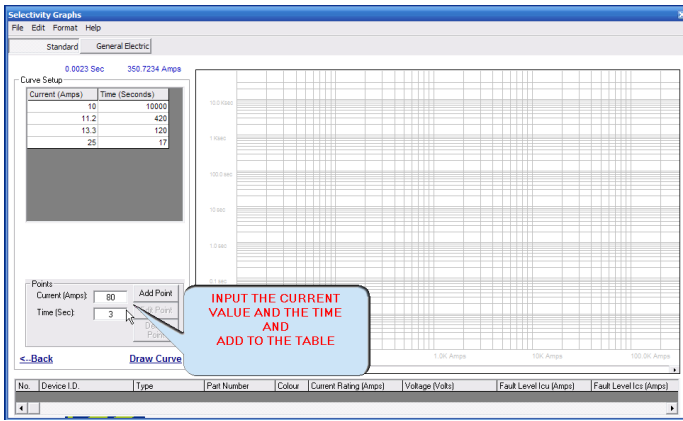 Selectivity Graphs
File Edit Format Help
Standard General Electric
0.0023 Sec 350.7234 Amps
Curve Setup
Current (Amps) Time (Seconds)
10 10000
11.2 420
13.3 120
25 17
10.0 Ksec
1 Ksec
100.0 sec
10 sec
1.0 sec
0.1 sec
Points
Current (Amps): 80 Add Point
Time (Sec): 3 Point
Point
INPUT THE CURRENT
VALUE AND THE TIME
AND
ADD TO THE TABLE
1.0K Amps 10K Amps 100.0K Amps
<--Back Draw Curve
No. Device I.D. Type Part Number Colour Current Rating (Amps) Voltage (Volts) Fault Level Icu (Amps) Fault Level Ics (Amps)